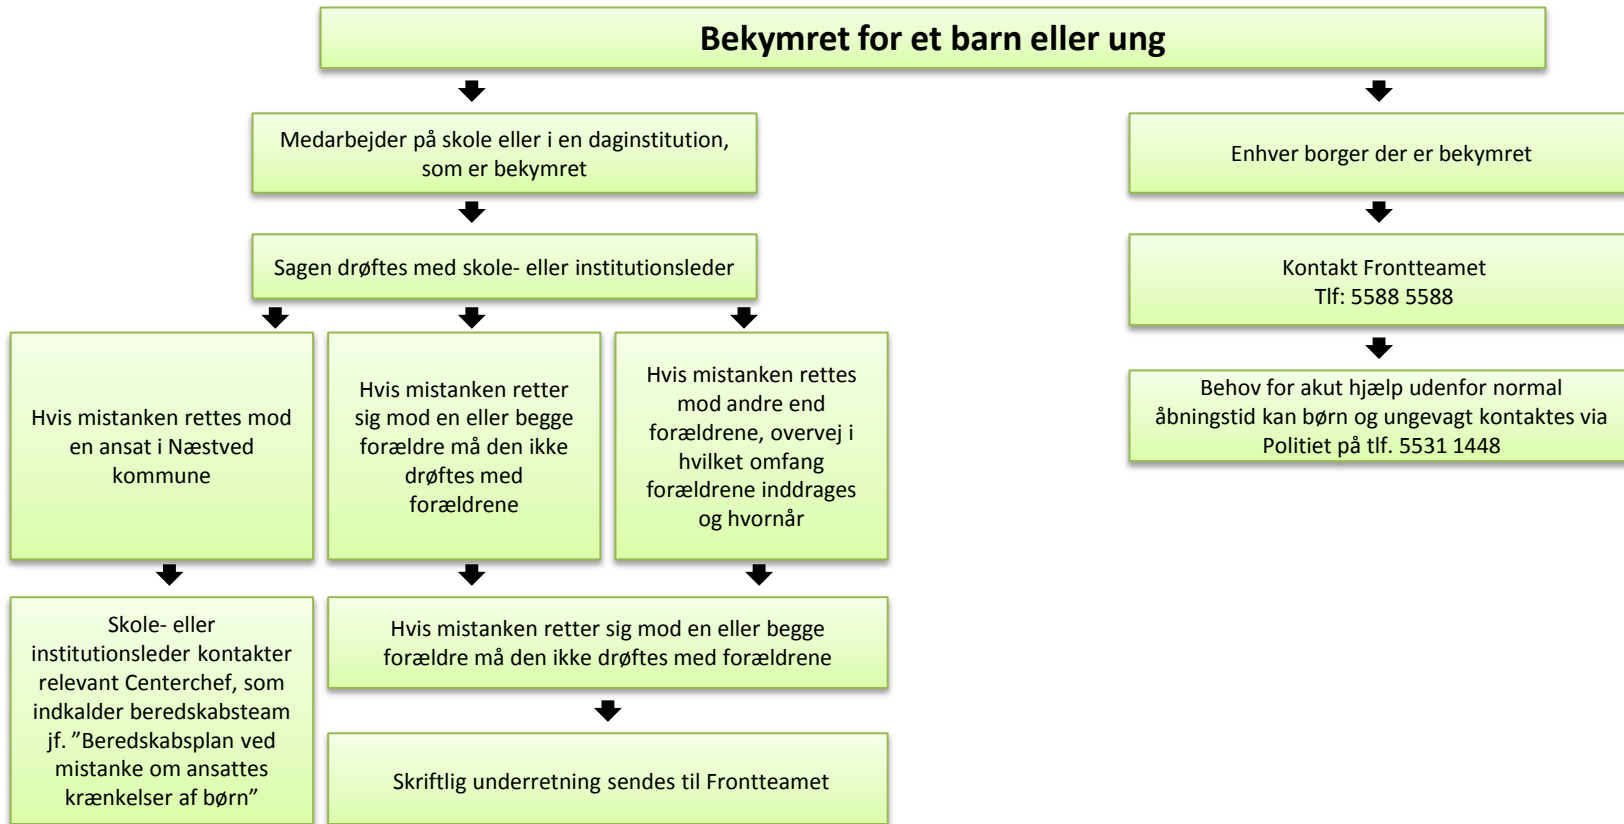 Bekymret for et barn eller ung
Medarbejder på skole eller i en daginstitution,
som er bekymret
Enhver borger der er bekymret
Sagen drøftes med skole- eller institutionsleder
Kontakt Frontteamet
Tlf: 5588 5588
Hvis mistanken rettes mod
en ansat i Næstved
kommune
Hvis mistanken retter
sig mod en eller begge
forældre må den ikke
drøftes med
forældrene
Hvis mistanken rettes
mod andre end
forældrene, overvej i
hvilket omfang
forældrene inddrages
og hvornår
Behov for akut hjælp udenfor normal
åbningstid kan børn og ungevagt kontaktes via
Politiet på tlf. 5531 1448
Skole- eller
institutionsleder kontakter
relevant Centerchef, som
indkalder beredskabsteam
jf. ”Beredskabsplan ved
mistanke om ansattes
krænkelser af børn”
Hvis mistanken retter sig mod en eller begge
forældre må den ikke drøftes med forældrene
Skriftlig underretning sendes til Frontteamet